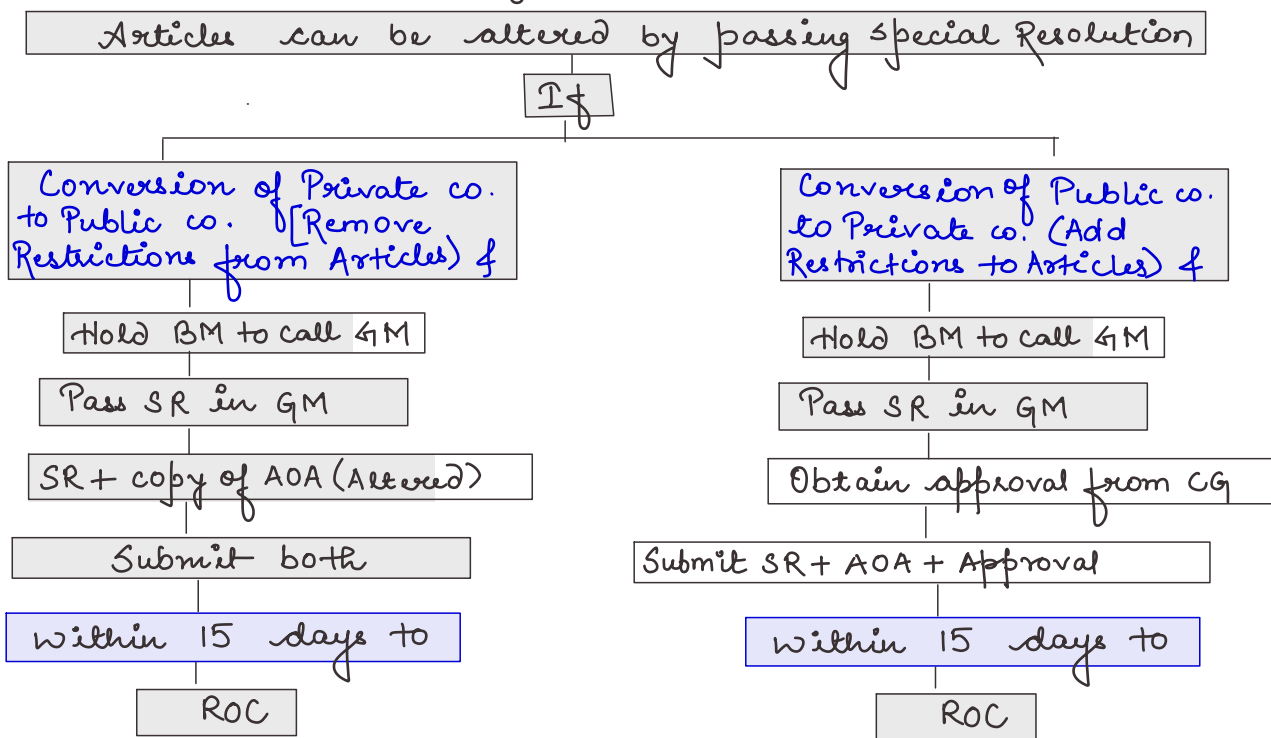 Articles can be altered by passing Special Resolution
If
Conversion of Private co.
to Public co. [Remove
Restrictions from Articles) &
Hold BM to call GM
Pass SR in GM
SR + copy of AOA (Altered)
Submit both
within 15 days to
ROC
Conversion of Public co.
to Private co. (Add
Restrictions to Articles) &
Hold BM to call GM
Pass SR in GM
Obtain approval from CG
Submit SR + AOA + Approval
within 15 days to
ROC